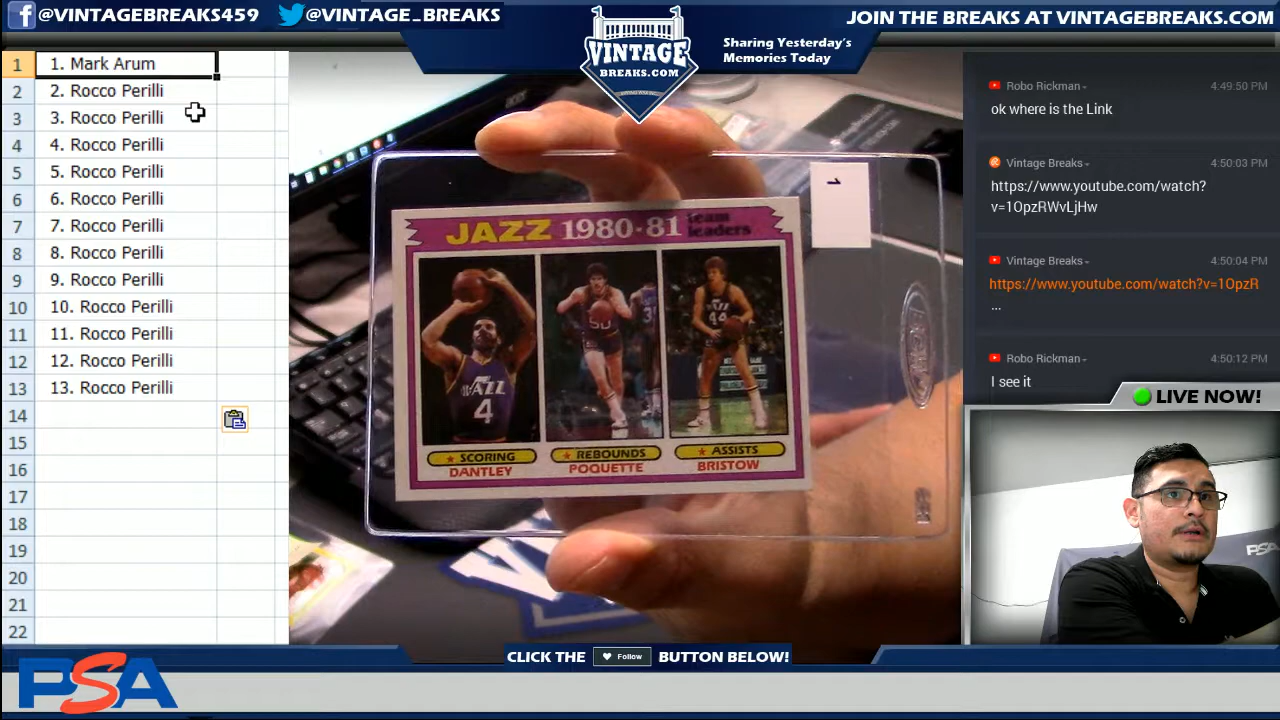 @VINTAGEBREAKS459
@VINTAGE_BREAKS
VINTAGE
BREAKS.COM
Sharing Yesterday's
Memories Today
JOIN THE BREAKS AT VINTAGEBREAKS.COM
1
1. Mark Arum
2
2. Rocco Perilli
3
3. Rocco Perilli
4
4. Rocco Perilli
5
5. Rocco Perilli
6
6. Rocco Perilli
7
7. Rocco Perilli
8
8. Rocco Perilli
9
9. Rocco Perilli
10
10. Rocco Perilli
11
11. Rocco Perilli
12
12. Rocco Perilli
13
13. Rocco Perilli
14
15
16
17
18
19
20
21
22
1
JAZZ 1980-81 team
leaders
JAZZ
4
50
44
SCORING
DANTLEY
REBOUNDS
POQUETTE
ASSISTS
BRISTOW
Robo Rickman 4:49:50 PM
ok where is the Link
Vintage Breaks 4:50:03 PM
https://www.youtube.com/watch?
v=1OpzRWvLjHw
Vintage Breaks 4:50:04 PM
https://www.youtube.com/watch?v=1OpzR
...
Robo Rickman 4:50:12 PM
I see it
LIVE NOW!
PSA
CLICK THE Follow BUTTON BELOW!
PSA